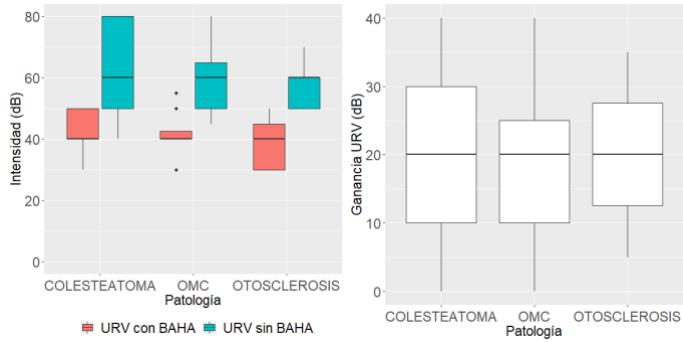 80
60
40
20
0
Intensidad (dB)
COLESTEATOMA OMC OTOSCLEROSIS
Patología
URV con BAHA URV sin BAHA
40
30
20
10
0
Ganancia URV (dB)
COLESTEATOMA OMC OTOSCLEROSIS
Patología